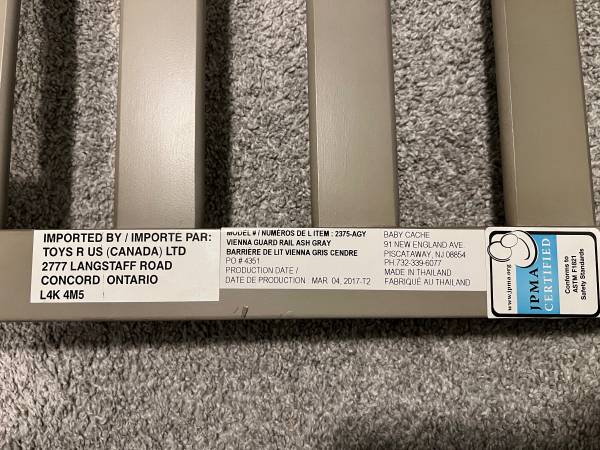 IMPORTED BY / IMPORTE PAR:
TOYS R US (CANADA) LTD
2777 LANGSTAFF ROAD
CONCORD ONTARIO
L4K 4M5
MODEL # / NUMÉROS DE L ITEM : 2375-AGY
VIENNA GUARD RAIL ASH GRAY
BARRIERE DE LIT VIENNA GRIS CENDRE
PO # 4351
PRODUCTION DATE /
DATE DE PRODUCTION : MAR. 04, 2017-T2
BABY CACHE
91 NEW ENGLAND AVE.
PISCATAWAY, NJ 08854
PH.732-339-6077
MADE IN THAILAND
FABRIQUÉ AU THAILAND
www.jpma.org
JPMA
CERTIFIED
Conforms to
ASTM F1821
Safety Standards